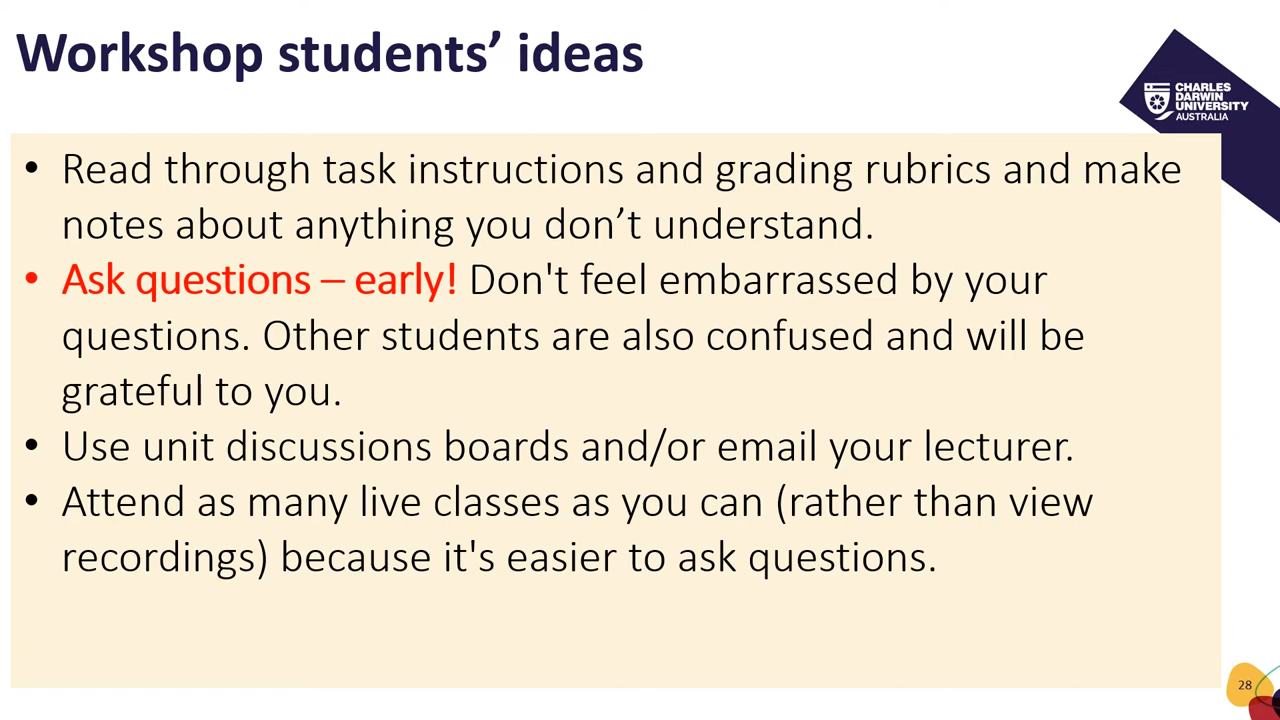 Workshop students’ ideas
CHARLES
DARWIN
UNIVERSITY
AUSTRALIA
• Read through task instructions and grading rubrics and make
notes about anything you don’t understand.
• Ask questions – early! Don't feel embarrassed by your
questions. Other students are also confused and will be
grateful to you.
• Use unit discussions boards and/or email your lecturer.
• Attend as many live classes as you can (rather than view
recordings) because it's easier to ask questions.
28